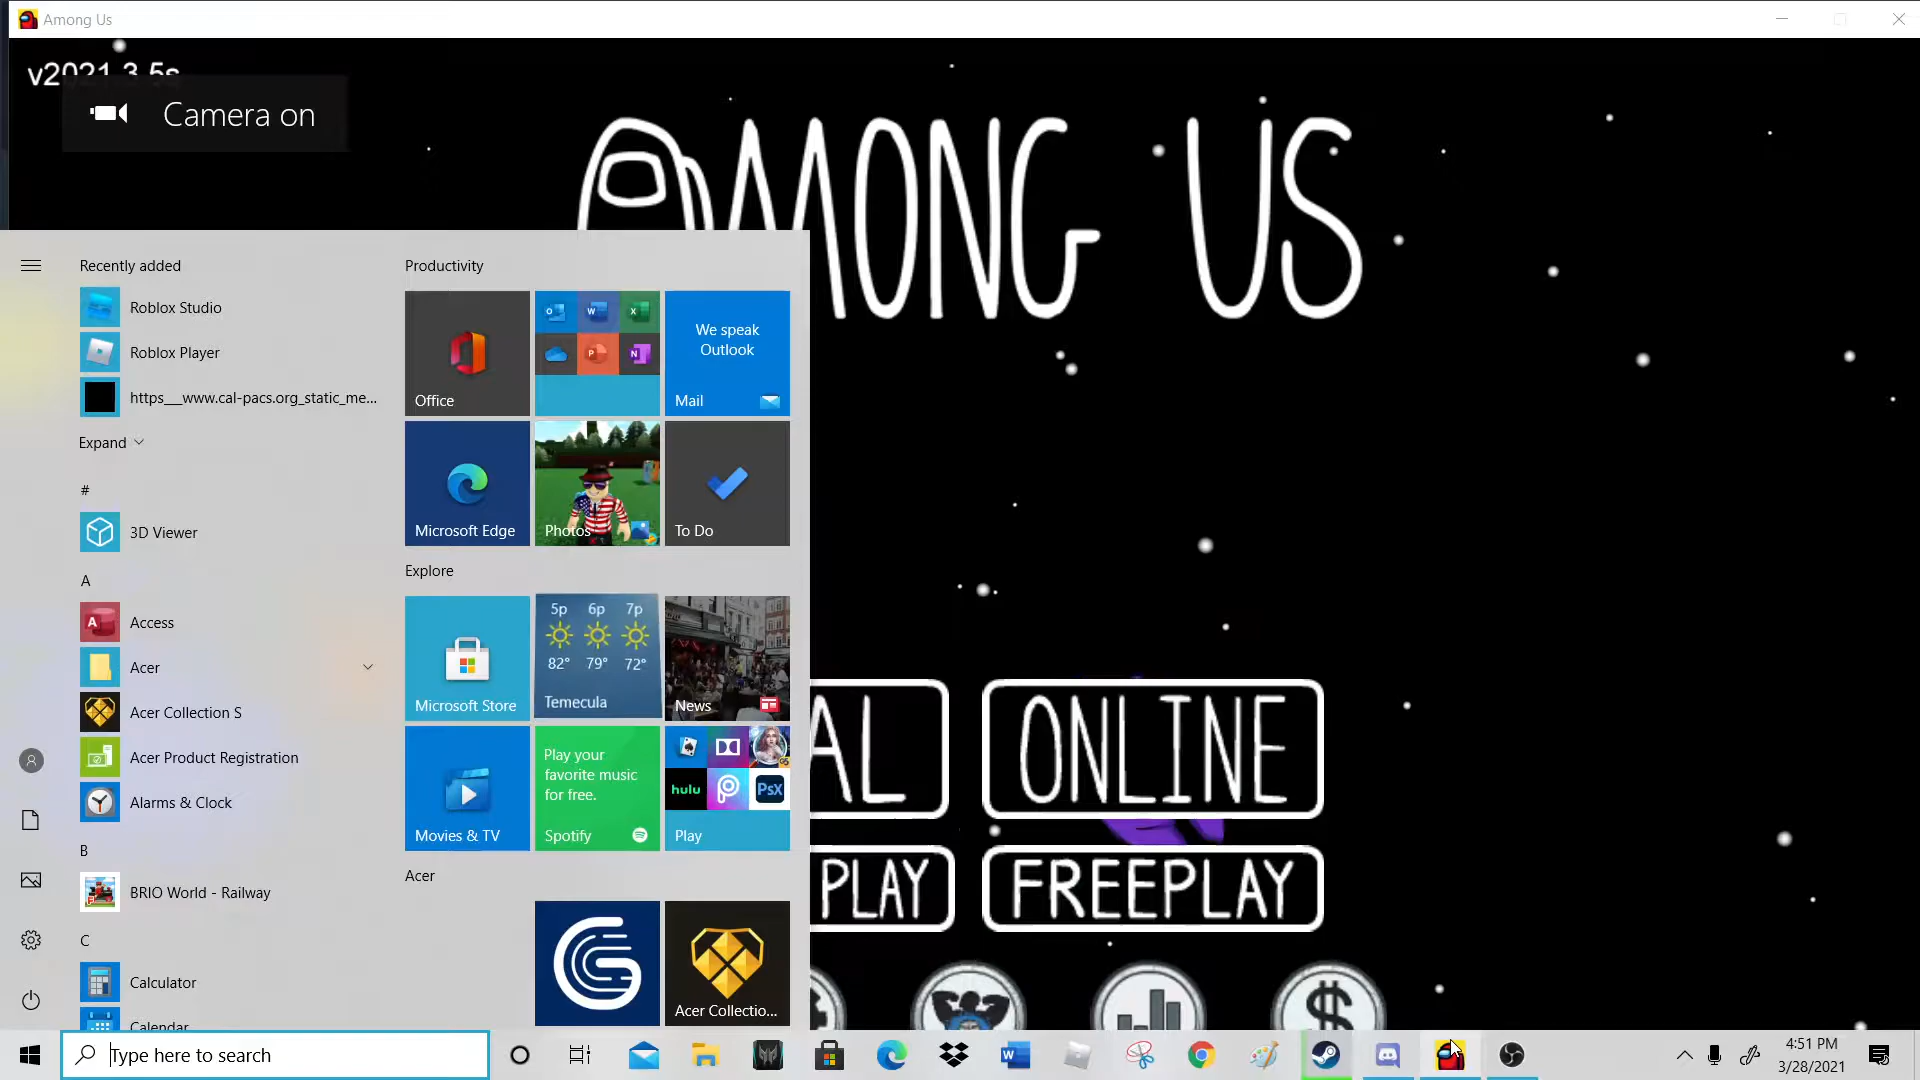 Among Us
v2021.3.5s
Camera on
AMONG US
Recently added
Roblox Studio
Roblox Player
https__www.cal-pacs.org_static_me...
Expand
#
3D Viewer
A
Access
Acer
Acer Collection S
Acer Product Registration
Alarms & Clock
B
BRIO World - Railway
C
Calculator
Calendar
Productivity
Office
We speak
Outlook
Mail
Microsoft Edge
Photos
To Do
Explore
Microsoft Store
5p 6p 7p
82° 79° 72°
Temecula
News
Movies & TV
Play your
favorite music
for free.
Spotify
hulu
PsX
Play
Acer
Acer Collectio...
AL
ONLINE
PLAY
FREEPLAY
Type here to search
4:51 PM
3/28/2021